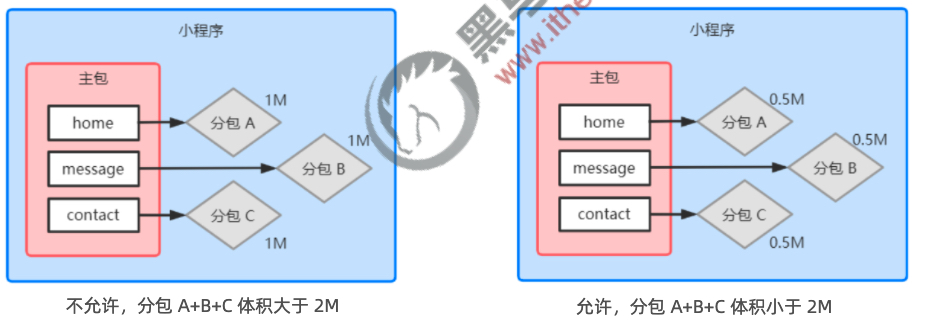 小程序
主包
home
分包 A
1M
message
分包 B
1M
contact
分包 C
1M
不允许，分包 A+B+C 体积大于 2M
小程序
主包
home
分包 A
0.5M
message
分包 B
0.5M
contact
分包 C
0.5M
允许，分包 A+B+C 体积小于 2M
黑
www.ithe